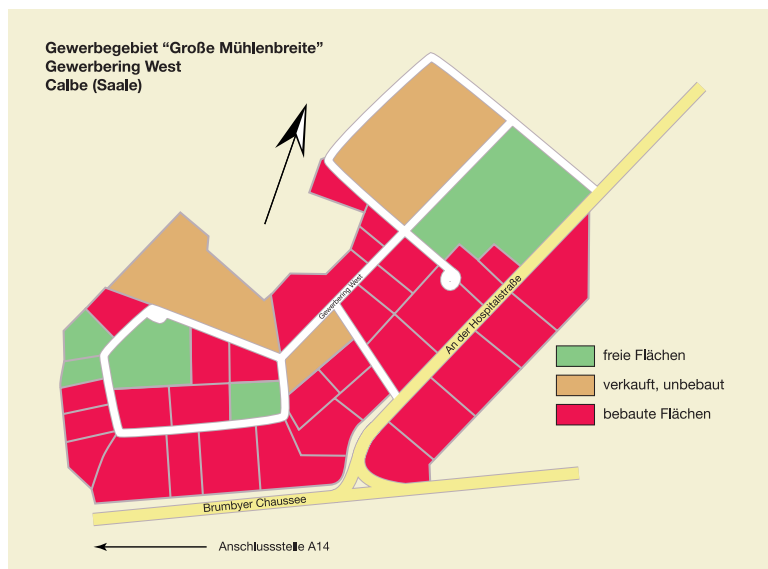 Gewerbegebiet “Große Mühlenbreite”
Gewerbering West
Calbe (Saale)
Gewerbering West
An der Hospitalstraße
freie Flächen
verkauft, unbebaut
bebaute Flächen
Brumbyer Chaussee
Anschlussstelle A14